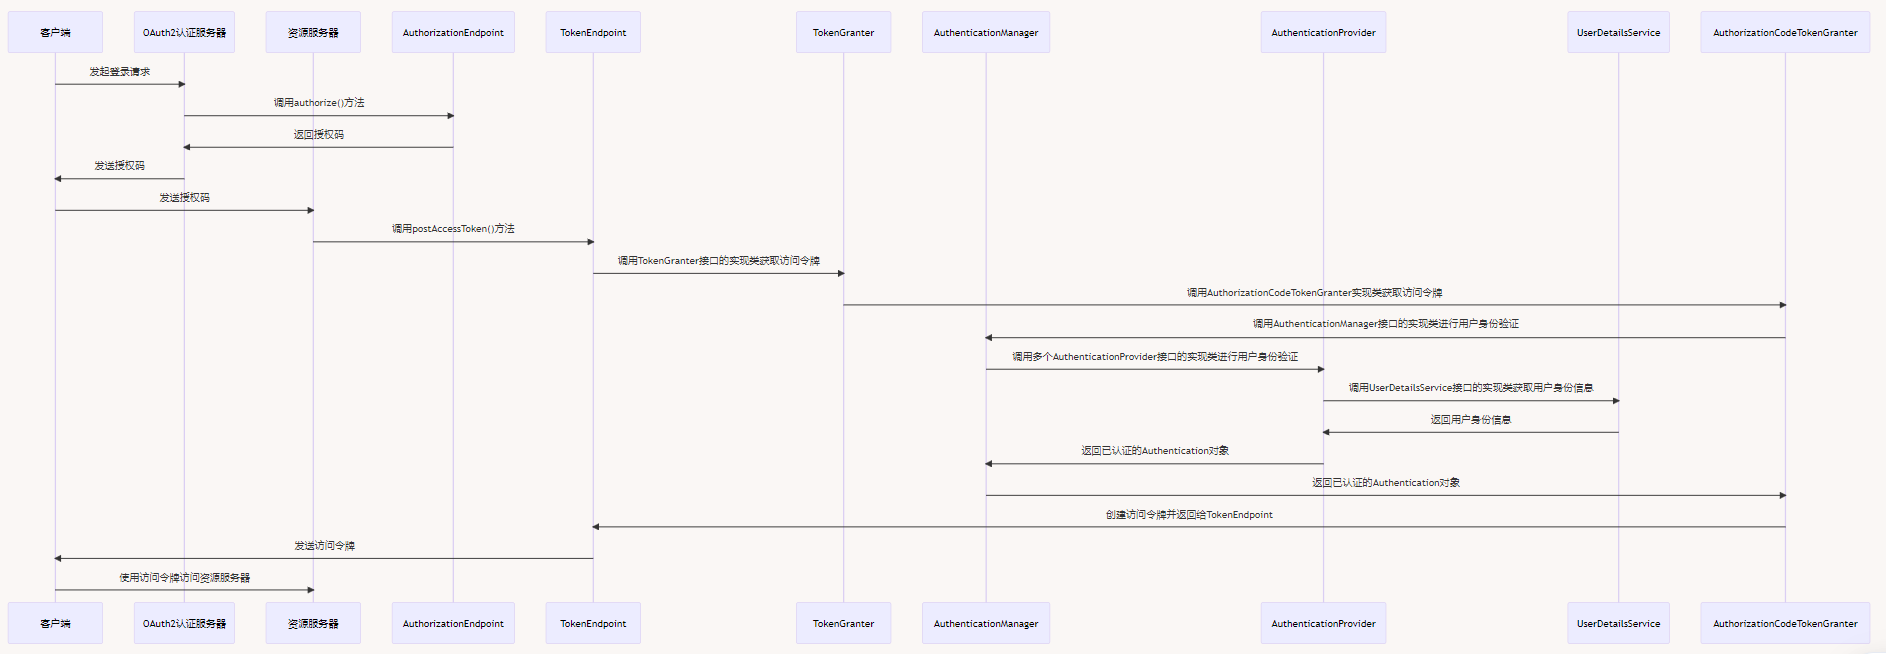 客户端
OAuth2认证服务器
资源服务器
AuthorizationEndpoint
TokenEndpoint
TokenGranter
AuthenticationManager
AuthenticationProvider
UserDetailsService
AuthorizationCodeTokenGranter
发起登录请求
调用authorize()方法
返回授权码
发送授权码
发送授权码
调用postAccessToken()方法
调用TokenGranter接口的实现类获取访问令牌
调用AuthorizationCodeTokenGranter实现类获取访问令牌
调用AuthenticationManager接口的实现类进行用户身份验证
调用多个AuthenticationProvider接口的实现类进行用户身份验证
调用UserDetailsService接口的实现类获取用户身份信息
返回用户身份信息
返回已认证的Authentication对象
返回已认证的Authentication对象
创建访问令牌并返回给TokenEndpoint
发送访问令牌
使用访问令牌访问资源服务器
客户端
OAuth2认证服务器
资源服务器
AuthorizationEndpoint
TokenEndpoint
TokenGranter
AuthenticationManager
AuthenticationProvider
UserDetailsService
AuthorizationCodeTokenGranter